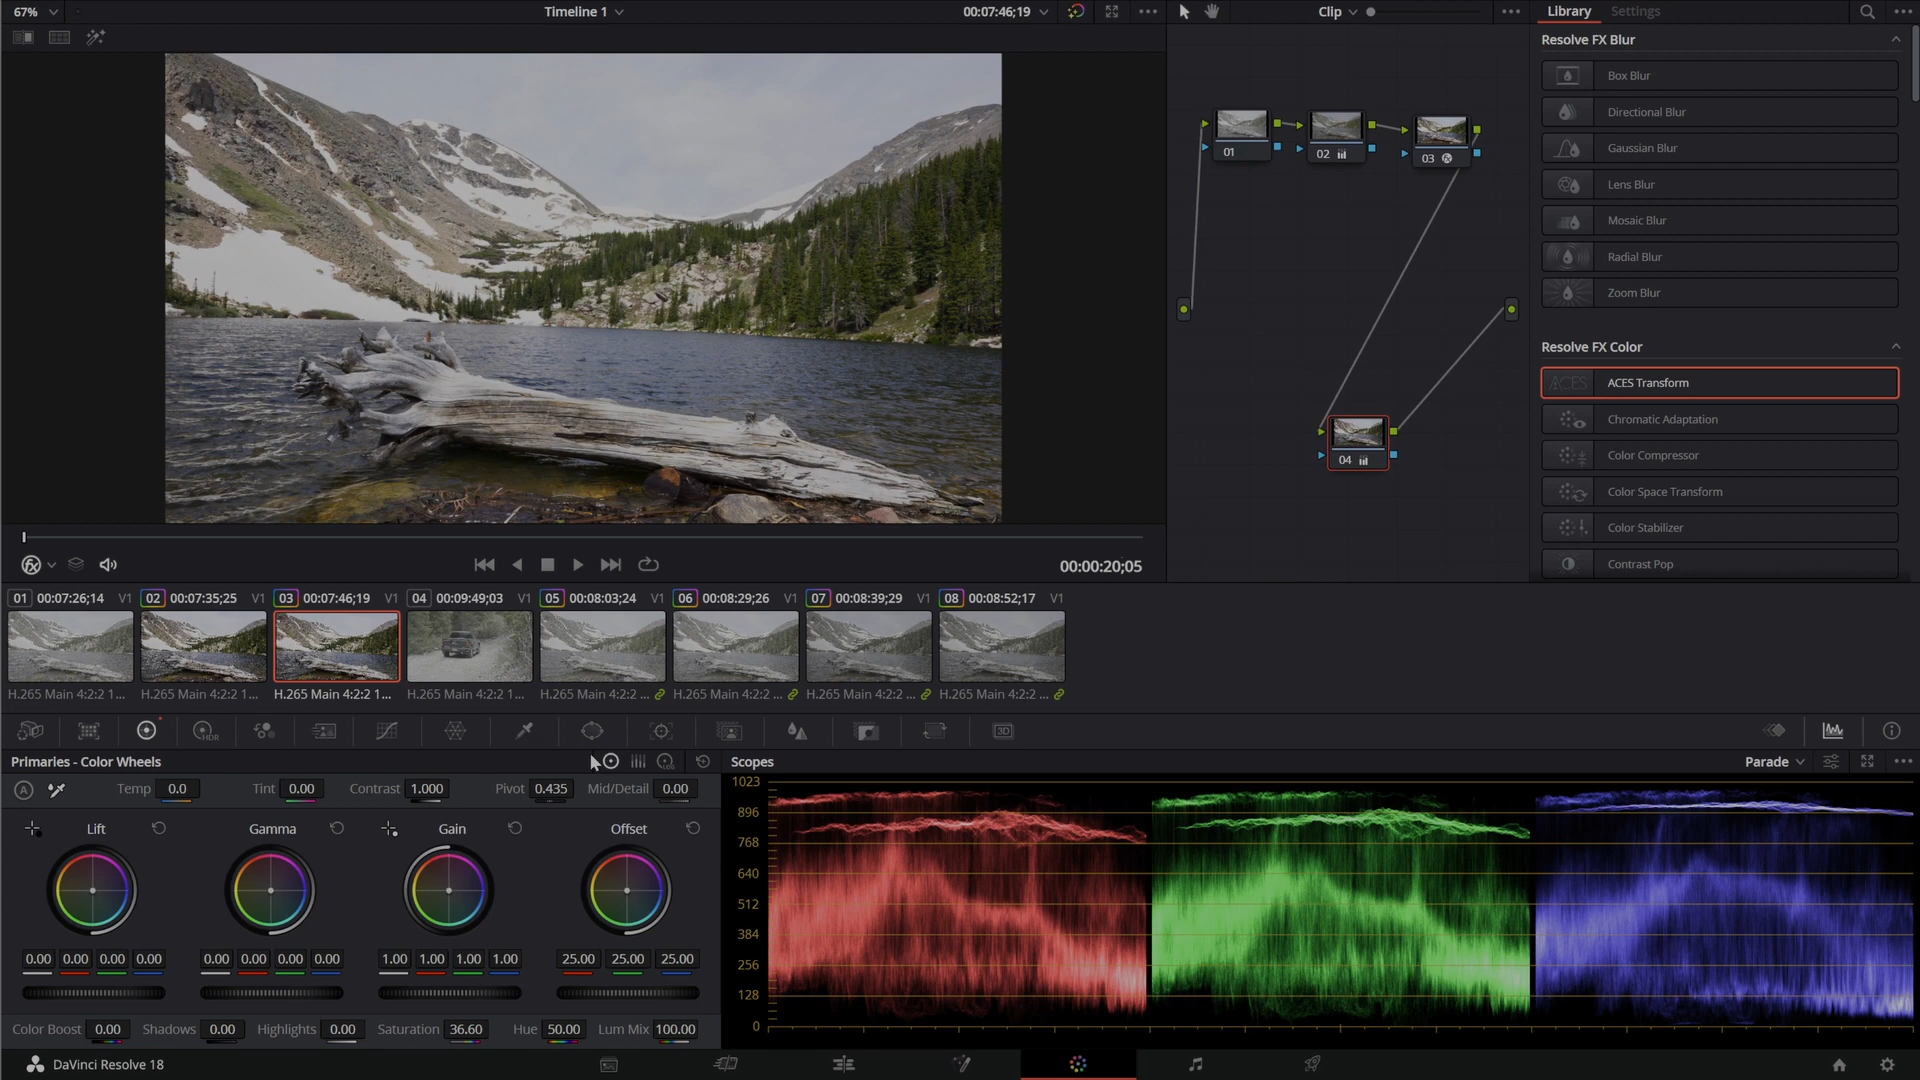 67%
Timeline 1
00:07:46;19
Clip
Library
Settings
Resolve FX Blur
Box Blur
Directional Blur
Gaussian Blur
Lens Blur
Mosaic Blur
Radial Blur
Zoom Blur
Resolve FX Color
ACES
ACES Transform
Chromatic Adaptation
Color Compressor
Color Space Transform
Color Stabilizer
Contrast Pop
01
02
03
04
00:00:20;05
01 00:07:26;14 V1
02 00:07:35;25 V1
03 00:07:46;19 V1
04 00:09:49;03 V1
05 00:08:03;24 V1
06 00:08:29;26 V1
07 00:08:39;29 V1
08 00:08:52;17 V1
H.265 Main 4:2:2 1...
H.265 Main 4:2:2 1...
H.265 Main 4:2:2 1...
H.265 Main 4:2:2 1...
H.265 Main 4:2:2 ...
H.265 Main 4:2:2 ...
H.265 Main 4:2:2 ...
H.265 Main 4:2:2 ...
HDR
3D
Primaries - Color Wheels
LOG
A
Temp 0.0
Tint 0.00
Contrast 1.000
Pivot 0.435
Mid/Detail 0.00
Lift
Gamma
Gain
Offset
0.00 0.00 0.00 0.00
0.00 0.00 0.00 0.00
1.00 1.00 1.00 1.00
25.00 25.00 25.00
Color Boost 0.00
Shadows 0.00
Highlights 0.00
Saturation 36.60
Hue 50.00
Lum Mix 100.00
Scopes
Parade
1023
896
768
640
512
384
256
128
0
DaVinci Resolve 18